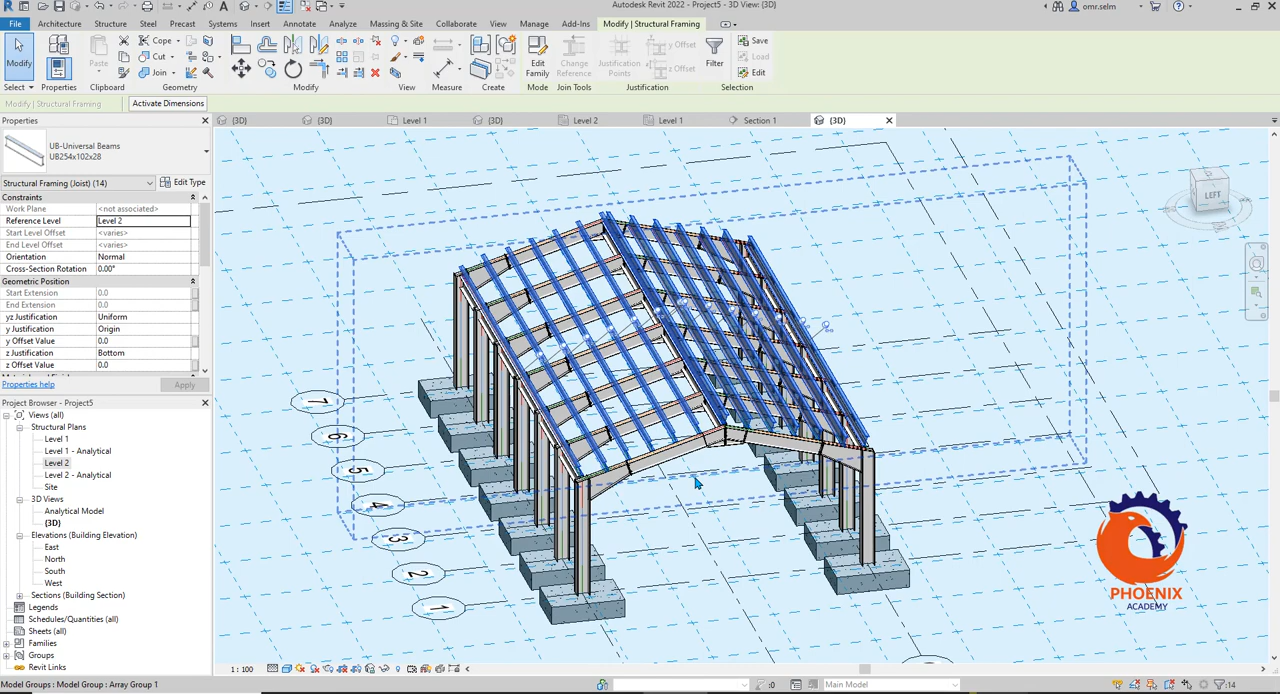 Autodesk Revit 2022 - Project5 - 3D View: {3D}
omr.selm
File Architecture Structure Steel Precast Systems Insert Annotate Analyze Massing & Site Collaborate View Manage Add-Ins Modify | Structural Framing
Modify
Paste
Cope
Cut
Join
Edit Family
Change Reference
Justification Points
y Offset
z Offset
Filter
Save
Load
Edit
Select Properties Clipboard Geometry Modify View Measure Create Mode Join Tools Justification Selection
Modify | Structural Framing Activate Dimensions
Properties
{3D} {3D} Level 1 {3D} Level 2 Level 1 Section 1 {3D}
UB-Universal Beams
UB254x102x28
Structural Framing (Joist) (14) Edit Type
Constraints
Work Plane <not associated>
Reference Level Level 2
Start Level Offset <varies>
End Level Offset <varies>
Orientation Normal
Cross-Section Rotation 0.00°
Geometric Position
Start Extension 0.0
End Extension 0.0
yz Justification Uniform
y Justification Origin
y Offset Value 0.0
z Justification Bottom
z Offset Value 0.0
Properties help Apply
Project Browser - Project5
Views (all)
Structural Plans
Level 1
Level 1 - Analytical
Level 2
Level 2 - Analytical
Site
3D Views
Analytical Model
{3D}
Elevations (Building Elevation)
East
North
South
West
Sections (Building Section)
Legends
Schedules/Quantities (all)
Sheets (all)
Families
Groups
Revit Links
LEFT
7
6
5
4
3
2
1
PHOENIX
ACADEMY
1 : 100
Model Groups : Model Group : Array Group 1
:0
Main Model
:14